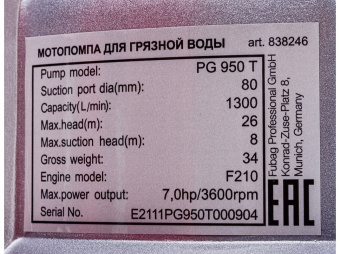 МОТОПОМПА ДЛЯ ГРЯЗНОЙ ВОДЫ art. 838246
Pump model: PG 950 T
Suction port dia(mm): 80
Capacity(L/min): 1300
Max.head(m): 26
Max.suction head(m): 8
Gross weight: 34
Engine model: F210
Max.power output: 7,0hp/3600rpm
Serial No. E2111PG950T000904
Fubag Professional GmbH
Konrad-Zuse-Platz 8,
Munich, Germany
EAC